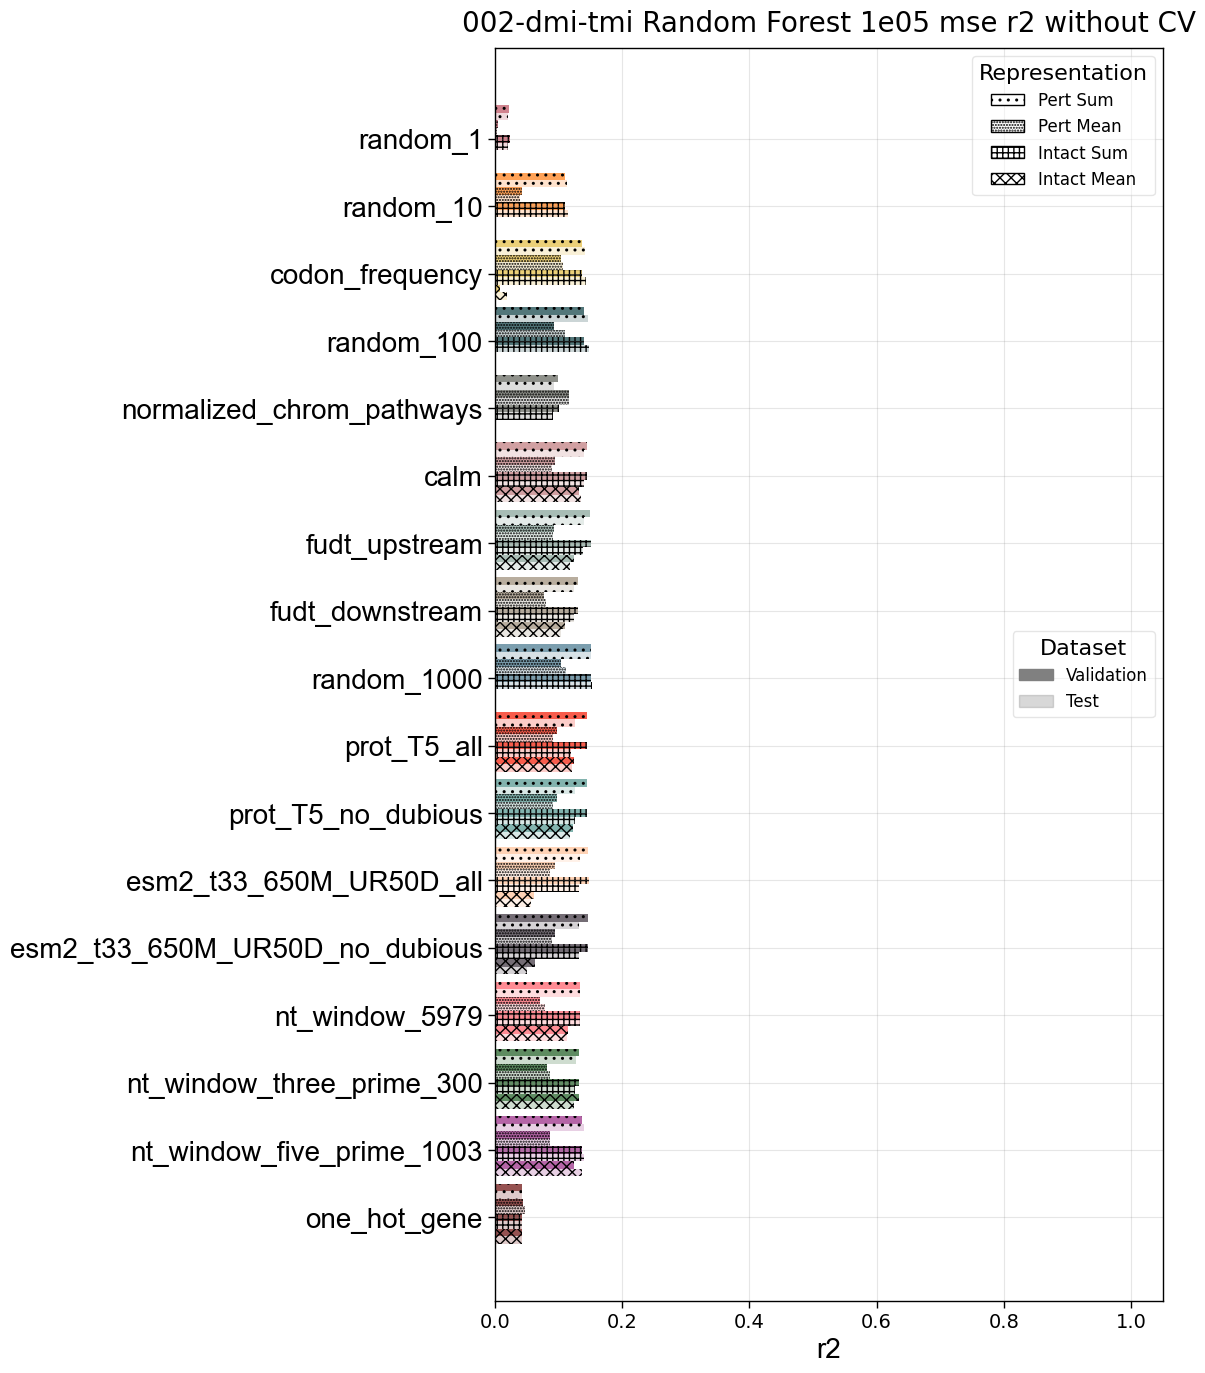 002-dmi-tmi Random Forest 1e05 mse r2 without CV
Representation
Pert Sum
Pert Mean
Intact Sum
Intact Mean
random_1
random_10
codon_frequency
random_100
normalized_chrom_pathways
calm
fudt_upstream
fudt_downstream
random_1000
prot_T5_all
prot_T5_no_dubious
esm2_t33_650M_UR50D_all
esm2_t33_650M_UR50D_no_dubious
nt_window_5979
nt_window_three_prime_300
nt_window_five_prime_1003
one_hot_gene
Dataset
Validation
Test
0.0 0.2 0.4 0.6 0.8 1.0
r2